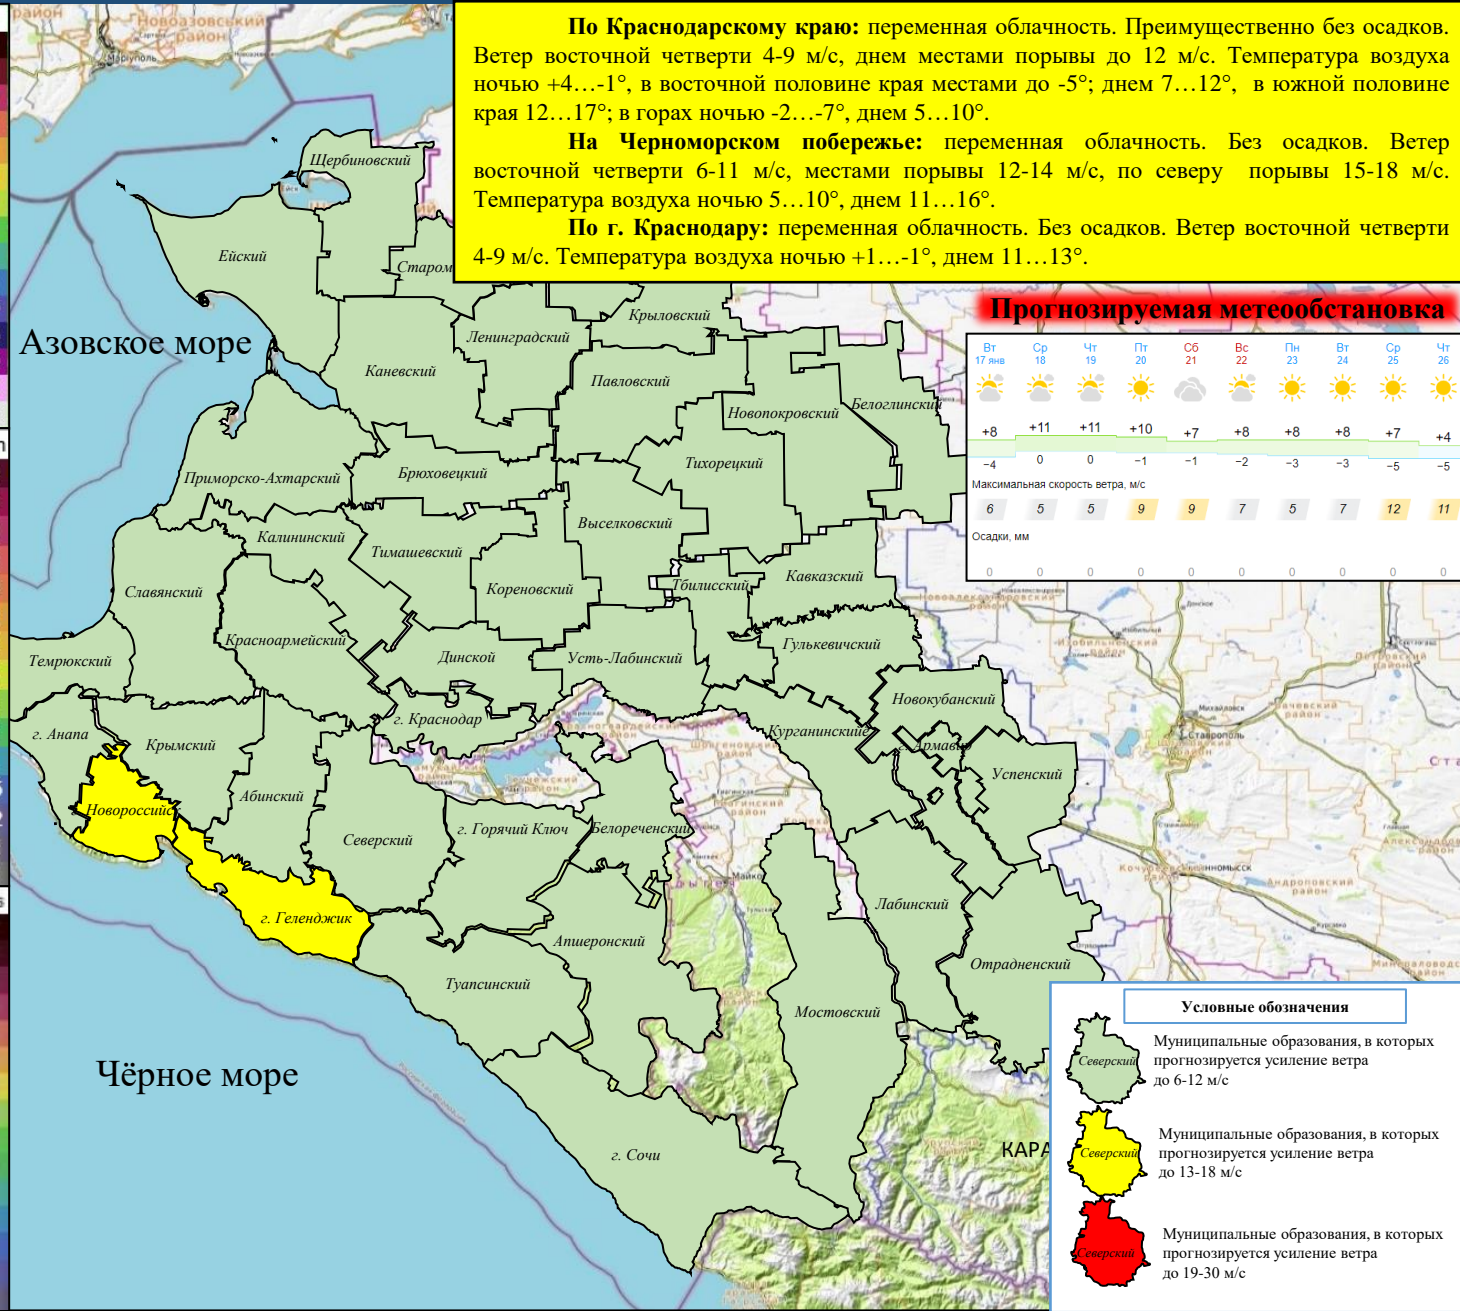 По Краснодарскому краю: переменная облачность. Преимущественно без осадков.
Ветер восточной четверти 4-9 м/с, днем местами порывы до 12 м/с. Температура воздуха
ночью +4…-1°, в восточной половине края местами до -5°; днем 7…12°, в южной половине
края 12…17°; в горах ночью -2…-7°, днем 5…10°.
На Черноморском побережье: переменная облачность. Без осадков. Ветер
восточной четверти 6-11 м/с, местами порывы 12-14 м/с, по северу порывы 15-18 м/с.
Температура воздуха ночью 5…10°, днем 11…16°.
По г. Краснодару: переменная облачность. Без осадков. Ветер восточной четверти
4-9 м/с. Температура воздуха ночью +1…-1°, днем 11…13°.
Прогнозируемая метеообстановка
Вт Ср Чт Пт Сб Вс Пн Вт Ср Чт
17 янв 18 19 20 21 22 23 24 25 26
+8 +11 +11 +10 +7 +8 +8 +8 +7 +4
−4 0 0 −1 −1 −2 −3 −3 −5 −5
Максимальная скорость ветра, м/с
6 5 5 9 9 7 5 7 12 11
Осадки, мм
0 0 0 0 0 0 0 0 0 0
Новоазовский
район
Мариуполь
Щербиновский
Ейский
Старом
Крыловский
Ленинградский
Азовское море
Каневский
Павловский
Новопокровский
Белоглинский
Приморско-Ахтарский
Брюховецкий
Тихорецкий
Выселковский
Калининский
Тимашевский
Славянский
Кореновский
Тбилисский
Кавказский
Красноармейский
Динской
Усть-Лабинский
Гулькевичский
Темрюкский
Новокубанский
г. Краснодар
г. Анапа
Крымский
Курганинские
г. Армавир
Успенский
Новороссийс
Абинский
Северский
г. Горячий Ключ
Белореченский
Ставрополь
Михайловск
Майко
г. Геленджик
Апшеронский
Лабинский
Отрадненский
Туапсинский
Мостовский
Чёрное море
г. Сочи
КАРА
Условные обозначения
Северский
Муниципальные образования, в которых
прогнозируется усиление ветра
до 6-12 м/с
Северский
Муниципальные образования, в которых
прогнозируется усиление ветра
до 13-18 м/с
Северский
Муниципальные образования, в которых
прогнозируется усиление ветра
до 19-30 м/с